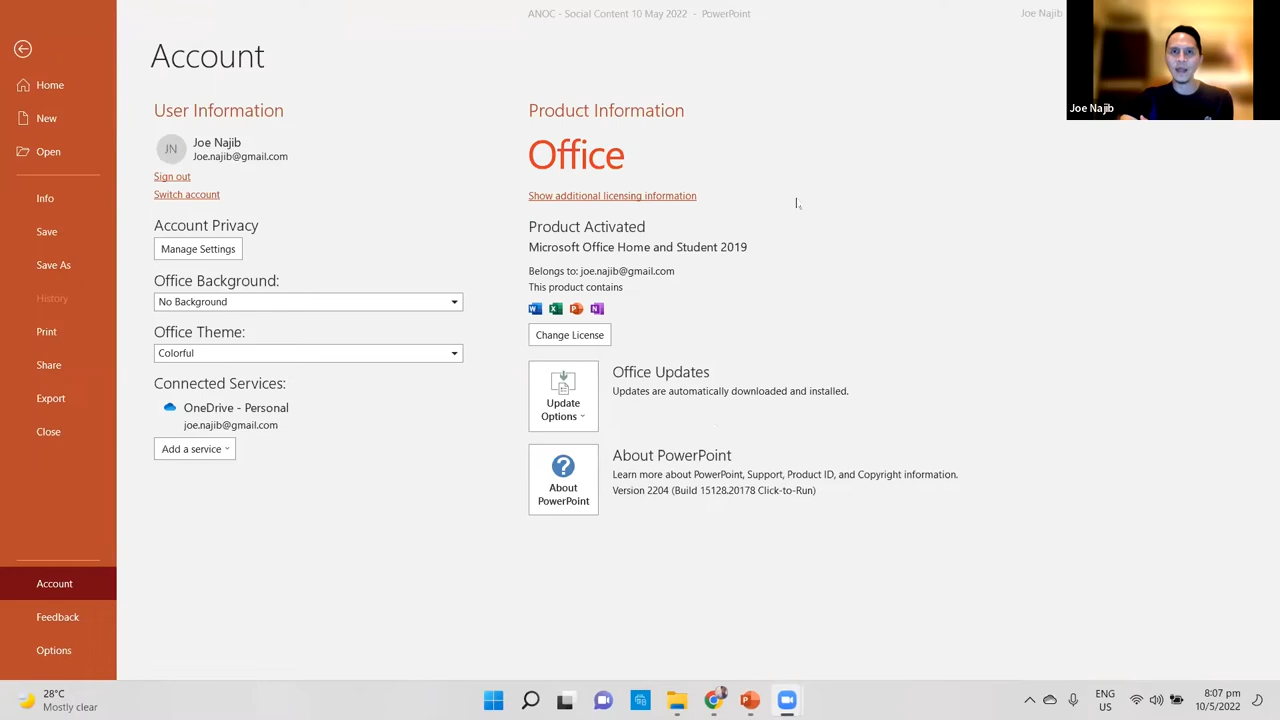 ANOC - Social Content 10 May 2022 - PowerPoint
Joe Najib
Joe Najib
Home
New
Open
Info
Save
Save As
History
Print
Share
Export
Close
Account
Feedback
Options
Account
User Information
JN
Joe Najib
Joe.najib@gmail.com
Sign out
Switch account
Account Privacy
Manage Settings
Office Background:
No Background
Office Theme:
Colorful
Connected Services:
OneDrive - Personal
joe.najib@gmail.com
Add a service
Product Information
Office
Show additional licensing information
Product Activated
Microsoft Office Home and Student 2019
Belongs to: joe.najib@gmail.com
This product contains
Change License
Update
Options
Office Updates
Updates are automatically downloaded and installed.
About
PowerPoint
About PowerPoint
Learn more about PowerPoint, Support, Product ID, and Copyright information.
Version 2204 (Build 15128.20178 Click-to-Run)
28°C
Mostly clear
ENG
US
8:07 pm
10/5/2022